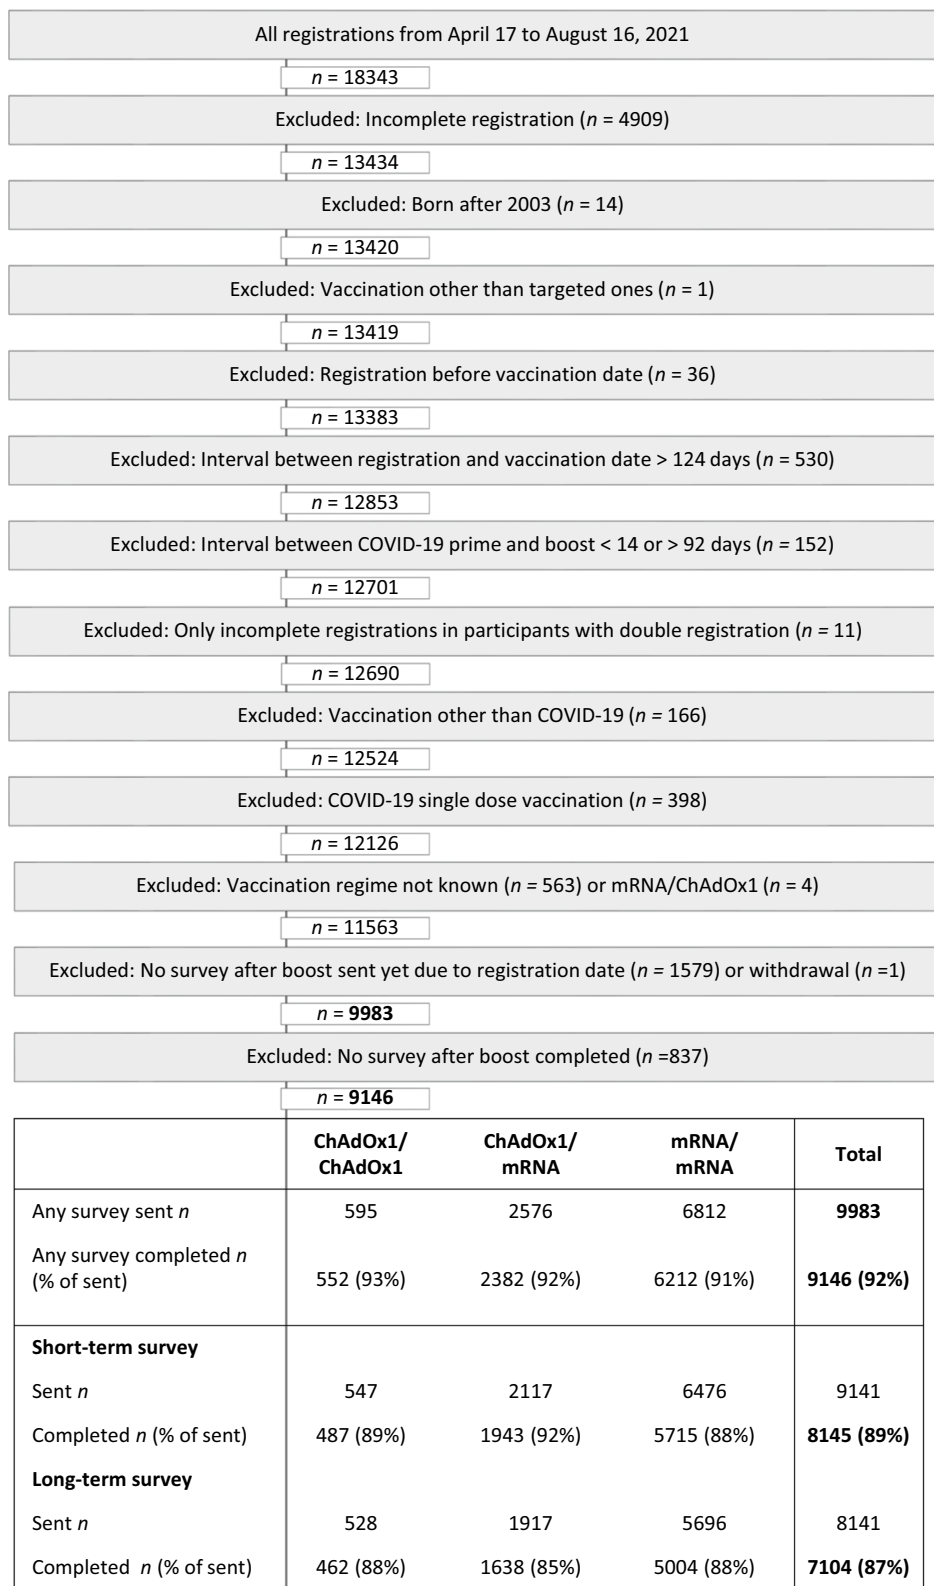 All registrations from April 17 to August 16, 2021
n = 18343
Excluded: Incomplete registration (n = 4909)
n = 13434
Excluded: Born after 2003 (n = 14)
n = 13420
Excluded: Vaccination other than targeted ones (n = 1)
n = 13419
Excluded: Registration before vaccination date (n = 36)
n = 13383
Excluded: Interval between registration and vaccination date > 124 days (n = 530)
n = 12853
Excluded: Interval between COVID-19 prime and boost < 14 or > 92 days (n = 152)
n = 12701
Excluded: Only incomplete registrations in participants with double registration (n = 11)
n = 12690
Excluded: Vaccination other than COVID-19 (n = 166)
n = 12524
Excluded: COVID-19 single dose vaccination (n = 398)
n = 12126
Excluded: Vaccination regime not known (n = 563) or mRNA/ChAdOx1 (n = 4)
n = 11563
Excluded: No survey after boost sent yet due to registration date (n = 1579) or withdrawal (n =1)
n = 9983
Excluded: No survey after boost completed (n =837)
n = 9146
ChAdOx1/ ChAdOx1/ mRNA/ Total
ChAdOx1 mRNA mRNA
Any survey sent n 595 2576 6812 9983
Any survey completed n
(% of sent) 552 (93%) 2382 (92%) 6212 (91%) 9146 (92%)
Short-term survey
Sent n 547 2117 6476 9141
Completed n (% of sent) 487 (89%) 1943 (92%) 5715 (88%) 8145 (89%)
Long-term survey
Sent n 528 1917 5696 8141
Completed n (% of sent) 462 (88%) 1638 (85%) 5004 (88%) 7104 (87%)